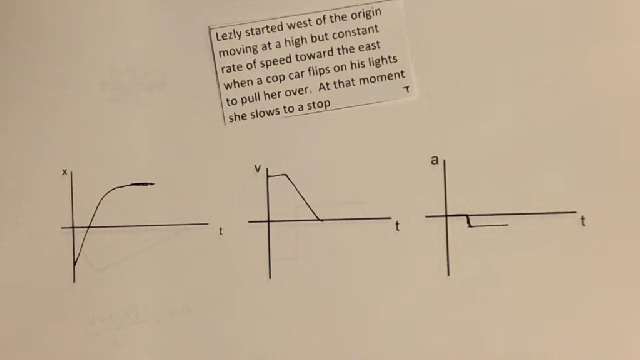 Lezly started west of the origin
moving at a high but constant
rate of speed toward the east
when a cop car flips on his lights
to pull her over. At that moment
she slows to a stop
x
t
v
t
a
t